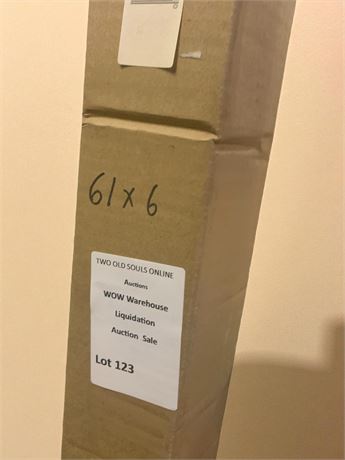 61 x 6
TWO OLD SOULS ONLINE
Auctions
WOW Warehouse
Liquidation
Auction Sale
Lot 123